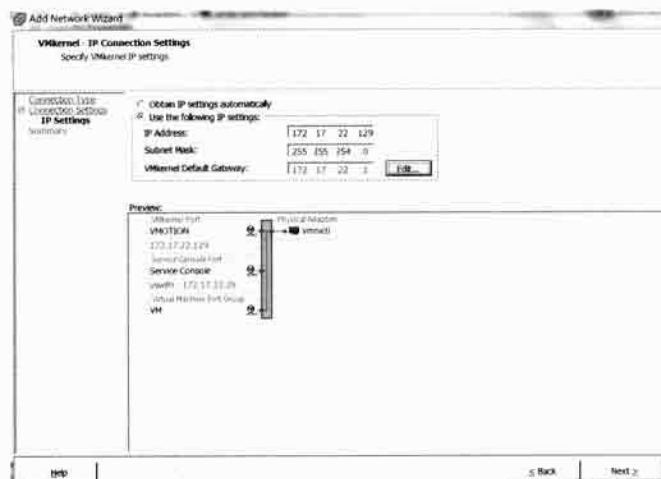 Add Network Wizard
VMkernel - IP Connection Settings
Specify VMkernel IP settings.
Connection Type
Connection Settings
IP Settings
Summary
Obtain IP settings automatically
Use the following IP settings:
IP Address: 172 17 22 129
Subnet Mask: 255 255 254 0
VMkernel Default Gateway: 172 17 22 1 Edit...
Preview:
VMkernel Port Physical Adapters
VMOTION vmnic0
172.17.22.129
Service Console Port
Service Console
Virtual Machine Port Group
VM
Help ≤ Back Next ≥